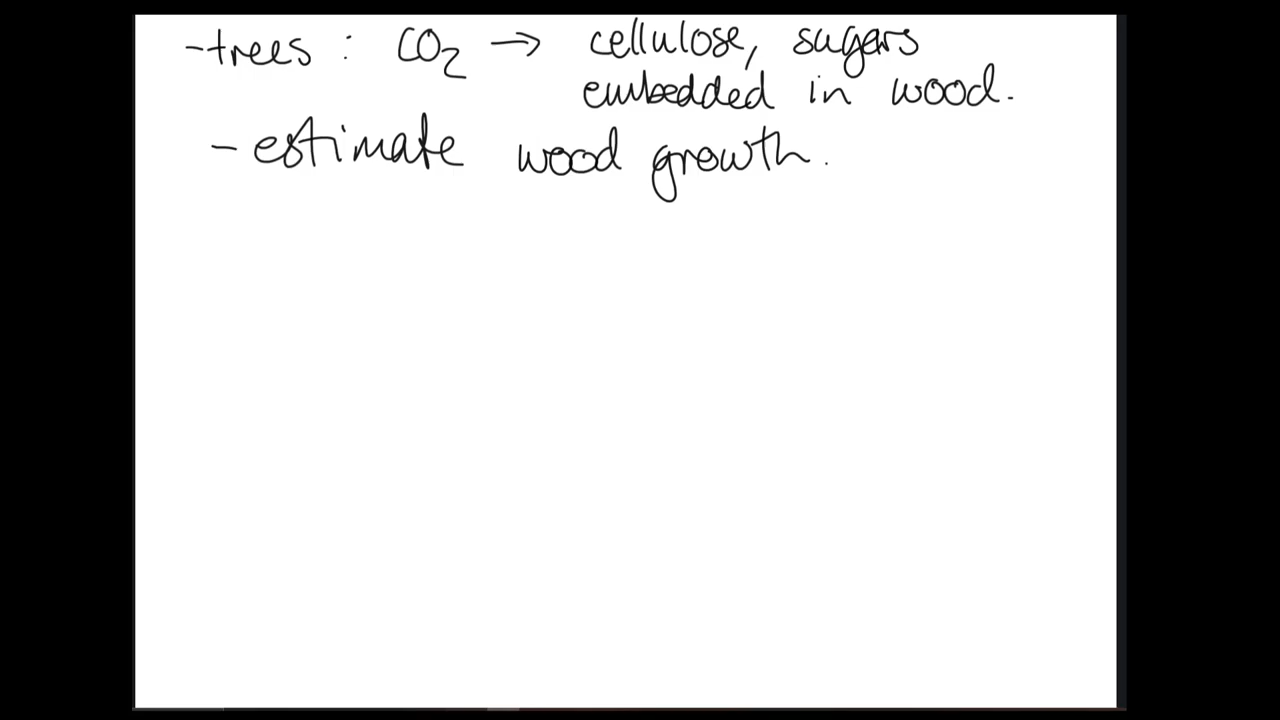 -trees : CO₂ → cellulose, sugars
embedded in wood.
- estimate wood growth.